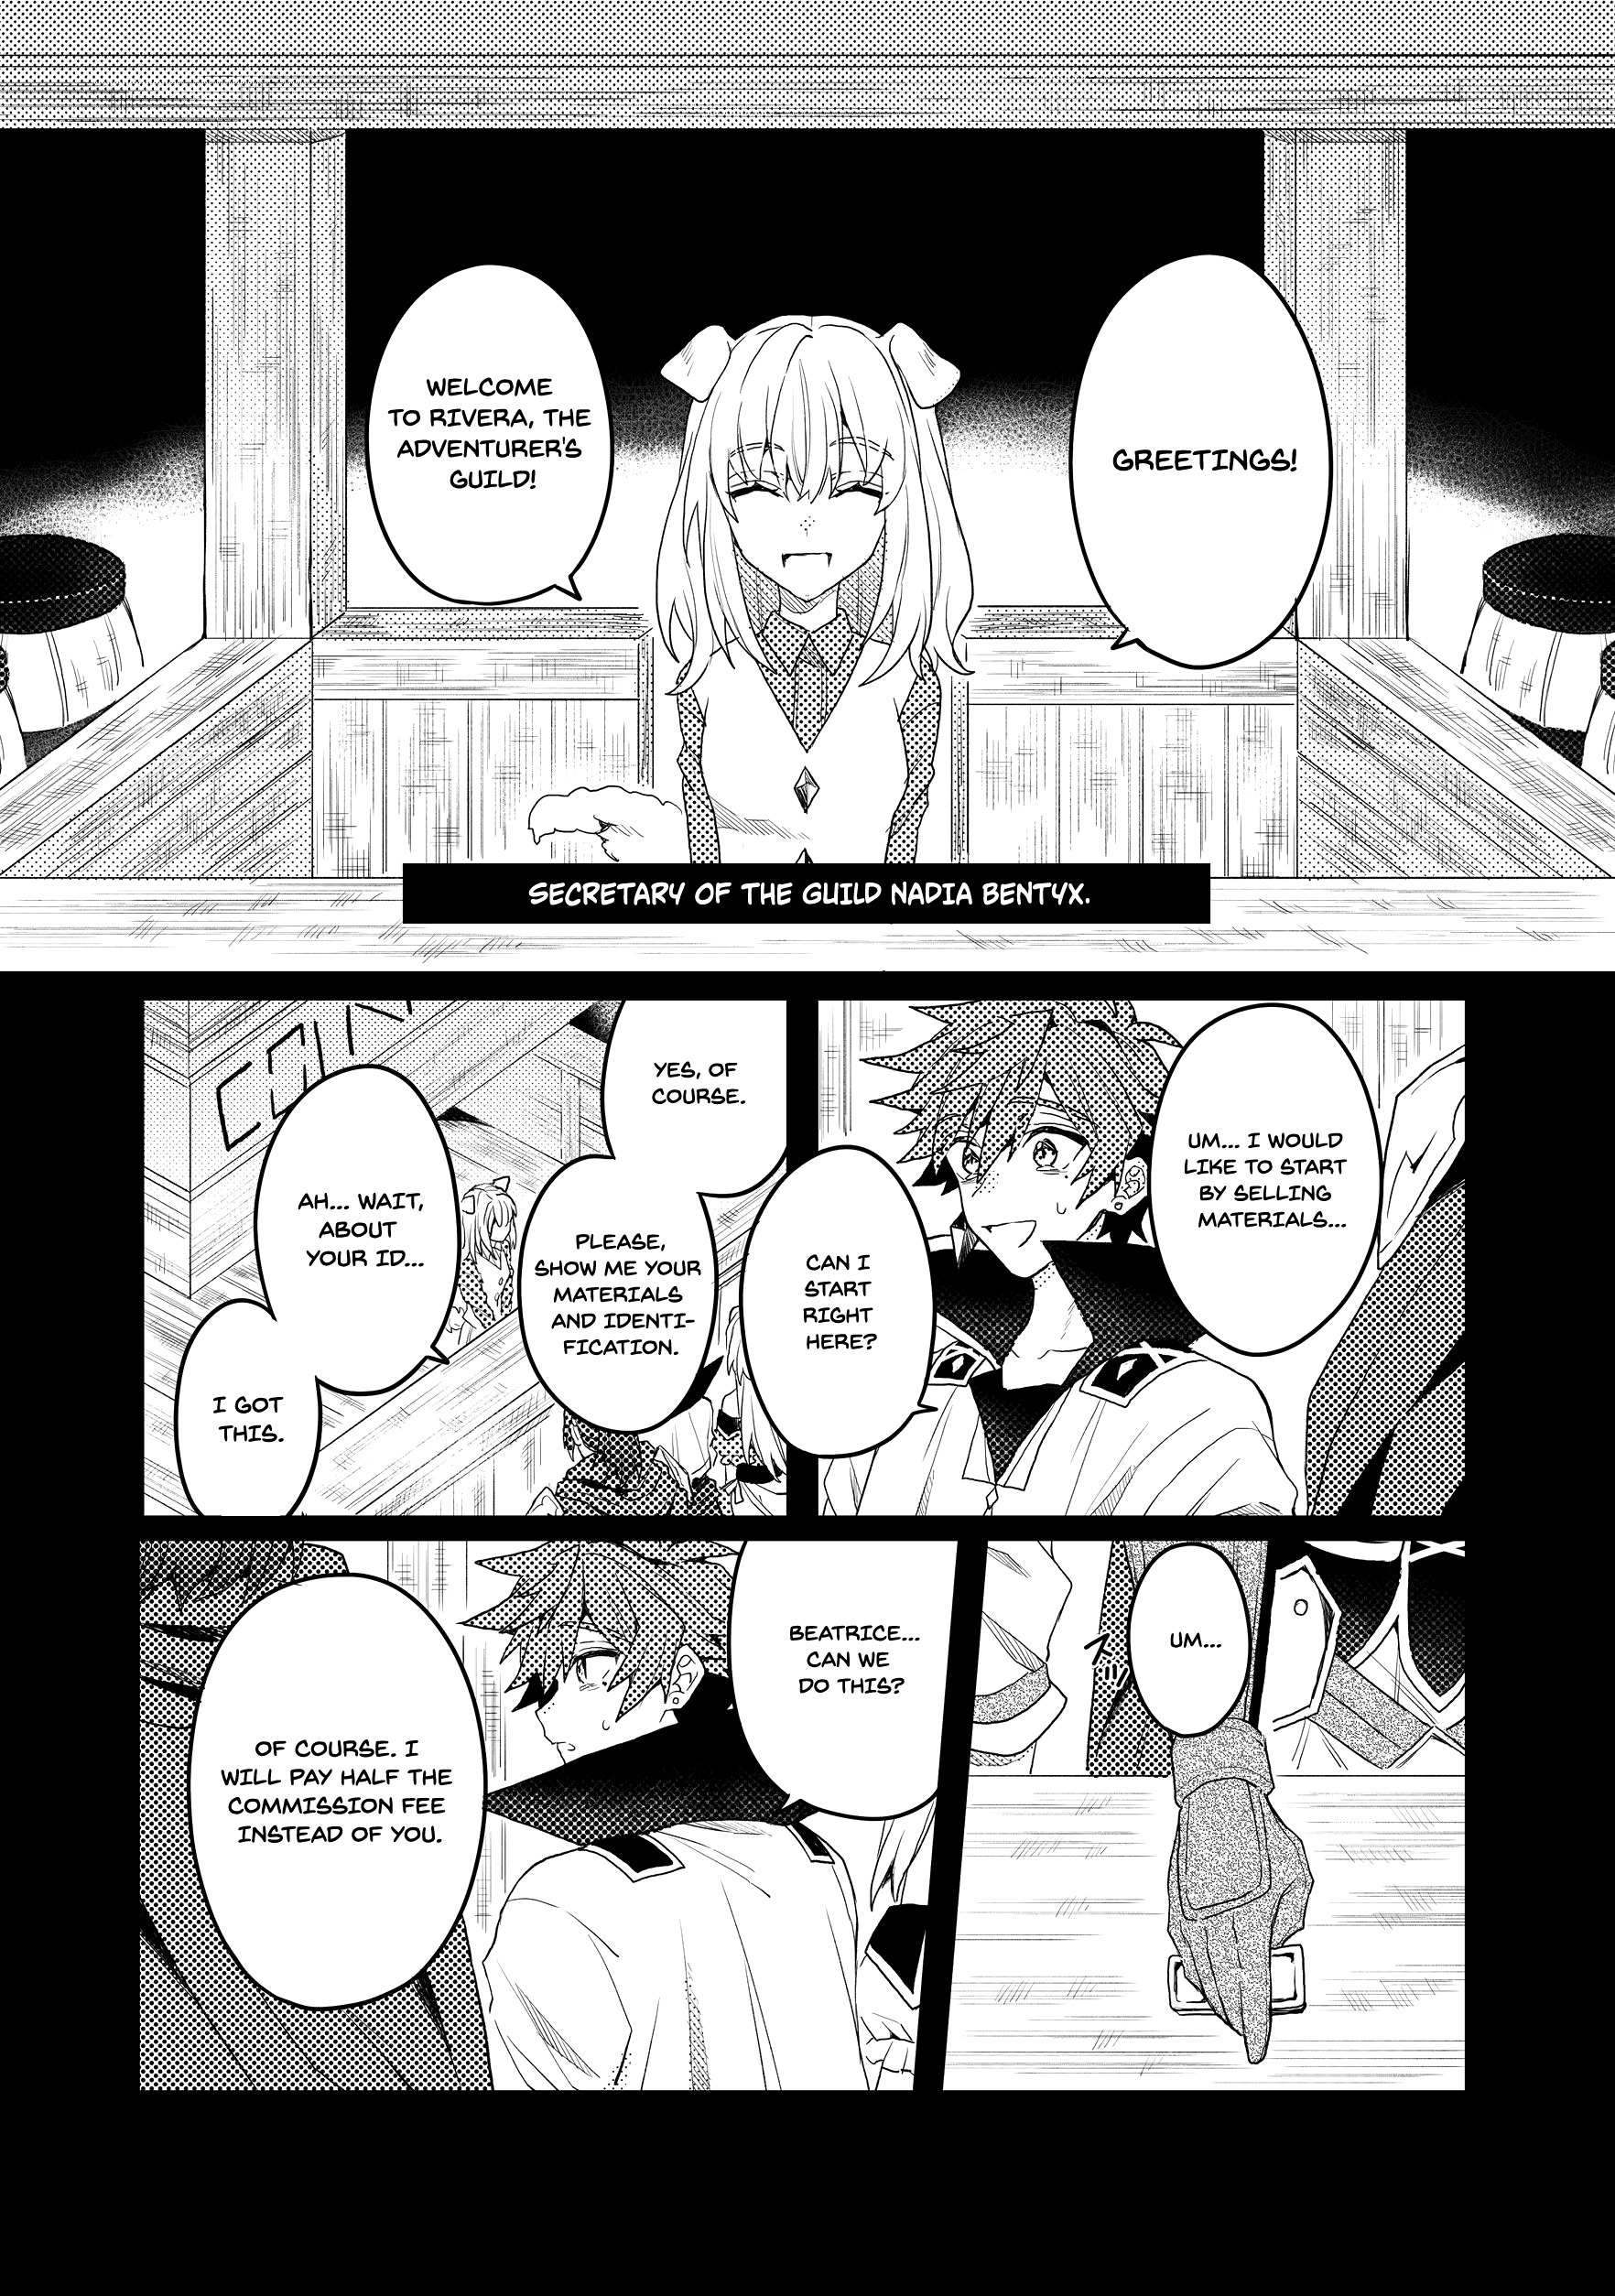 GREETINGS!
WELCOME
TO RIVERA, THE
ADVENTURER'S
GUILD!
SECRETARY OF THE GUILD NADIA BENTYX.
UM... I WOULD
LIKE TO START
BY SELLING
MATERIALS...
CAN I
START
RIGHT
HERE?
YES, OF
COURSE.
PLEASE,
SHOW ME YOUR
MATERIALS
AND IDENTI-
FICATION.
AH... WAIT,
ABOUT
YOUR ID...
I GOT
THIS.
UM...
スッ
BEATRICE...
CAN WE
DO THIS?
OF COURSE. I
WILL PAY HALF THE
COMMISSION FEE
INSTEAD OF YOU.